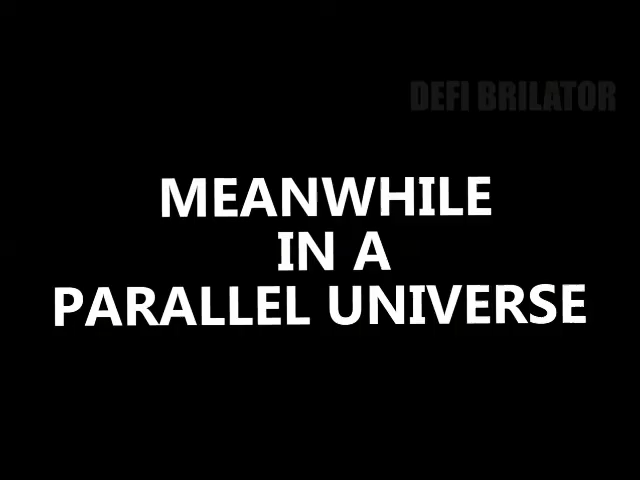 DEFI BRILATOR
MEANWHILE
IN A
PARALLEL UNIVERSE